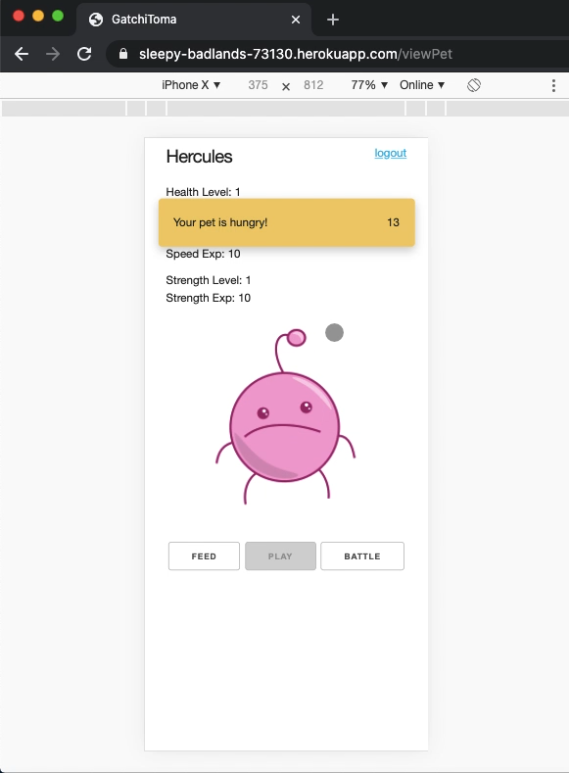 GatchiToma
sleepy-badlands-73130.herokuapp.com/viewPet
iPhone X ▼ 375 × 812 77% ▼ Online ▼
Hercules
logout
Health Level: 1
Your pet is hungry! 13
Speed Exp: 10
Strength Level: 1
Strength Exp: 10
FEED PLAY BATTLE